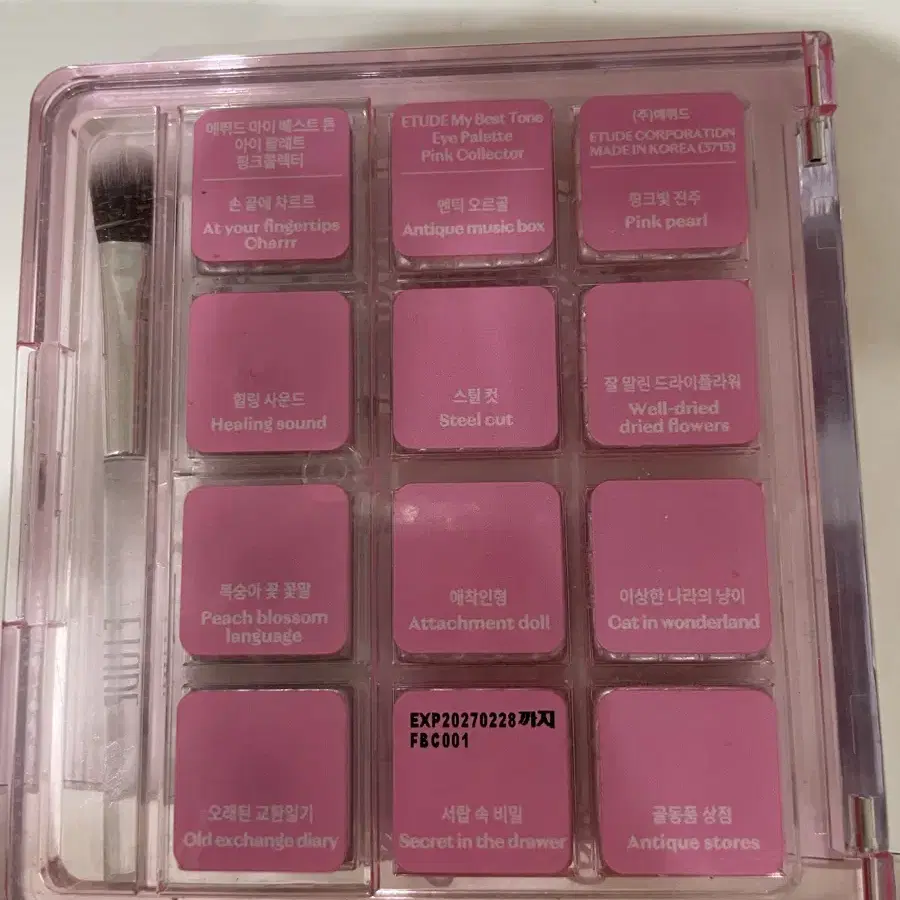 에뛰드 마이 베스트 톤
아이 팔레트
핑크콜렉터
손 끝에 차르르
At your fingertips
Charrr
ETUDE My Best Tone
Eye Palette
Pink Collector
앤틱 오르골
Antique music box
(주)에뛰드
ETUDE CORPORATION
MADE IN KOREA (3713)
핑크빛 진주
Pink pearl
힐링 사운드
Healing sound
스틸 컷
Steel cut
잘 말린 드라이플라워
Well-dried
dried flowers
복숭아 꽃 꽃말
Peach blossom
language
애착인형
Attachment doll
이상한 나라의 냥이
Cat in wonderland
오래된 교환일기
Old exchange diary
EXP20270228까지
FBC001
서랍 속 비밀
Secret in the drawer
골동품 상점
Antique stores
ETUDE